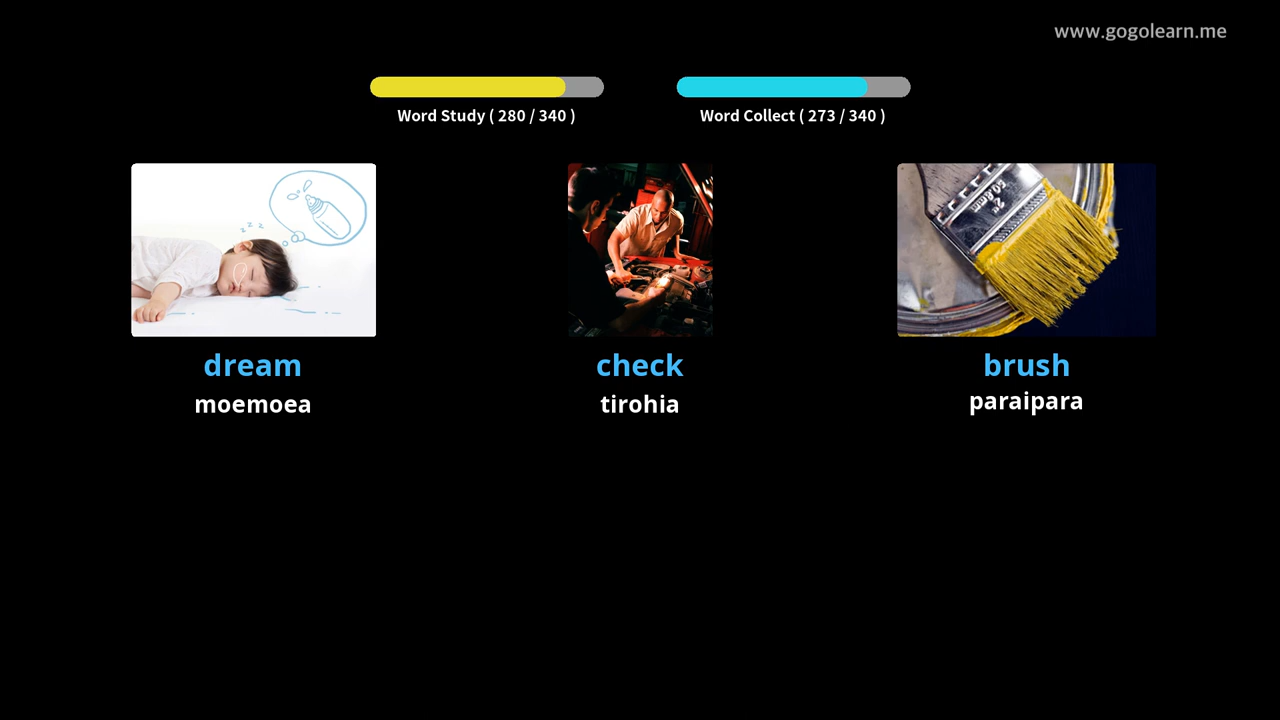 www.gogolearn.me
Word Study ( 280 / 340 )
Word Collect ( 273 / 340 )
dream
moemoea
check
tirohia
brush
paraipara